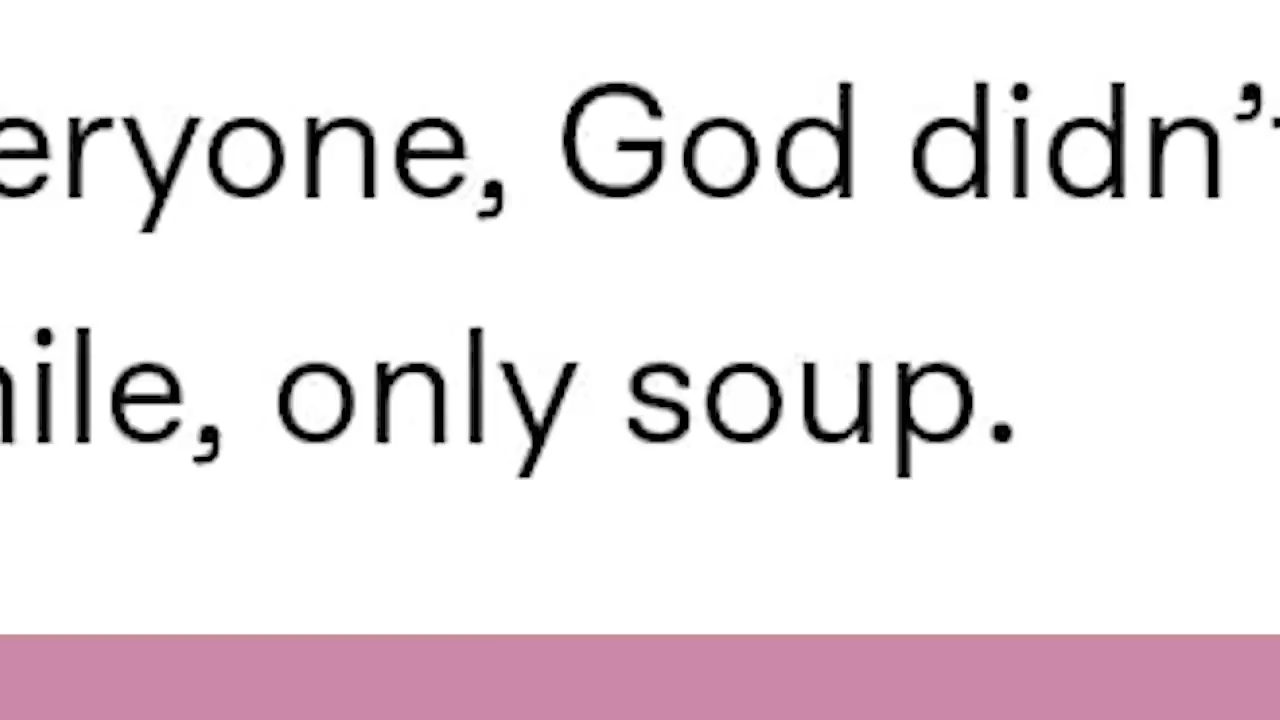 eryone, God didn’t
ile, only soup.